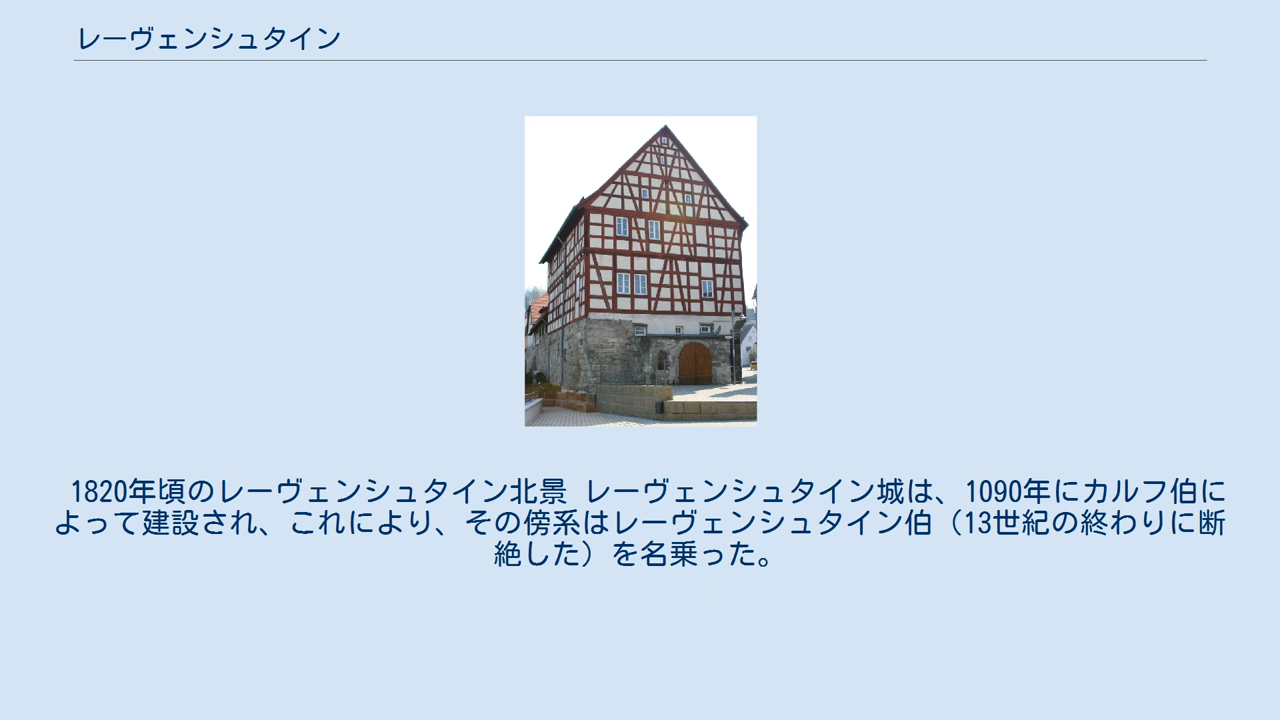 レーヴェンシュタイン
1820年頃のレーヴェンシュタイン北景 レーヴェンシュタイン城は、1090年にカルフ伯に
よって建設され、これにより、その傍系はレーヴェンシュタイン伯（13世紀の終わりに断
絶した）を名乗った。